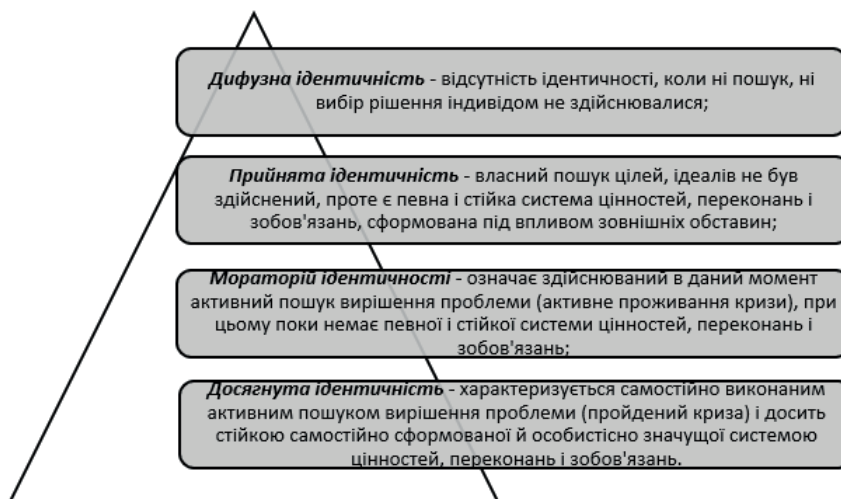 Дифузна ідентичність - відсутність ідентичності, коли ні пошук, ні
вибір рішення індивідом не здійснювалися;
Прийнята ідентичність - власний пошук цілей, ідеалів не був
здійснений, проте є певна і стійка система цінностей, переконань і
зобов'язань, сформована під впливом зовнішніх обставин;
Мораторій ідентичності - означає здійснюваний в даний момент
активний пошук вирішення проблеми (активне проживання кризи), при
цьому поки немає певної і стійкої системи цінностей, переконань і
зобов'язань;
Досягнута ідентичність - характеризується самостійно виконаним
активним пошуком вирішення проблеми (пройдений криза) і досить
стійкою самостійно сформованої й особистісно значущої системою
цінностей, переконань і зобов'язань.